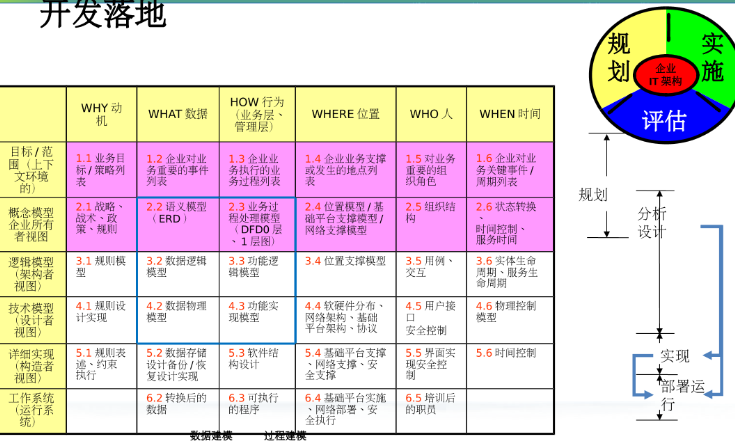 开发落地
规划
实施
企业
IT 架构
评估
WHY 动
机
WHAT 数据
HOW 行为
（业务层、
管理层）
WHERE 位置
WHO 人
WHEN 时间
目标 / 范
围（上下
文环境
的）
1.1 业务目
标 / 策略列
表
1.2 企业对业
务重要的事件
列表
1.3 企业业
务执行的业
务过程列表
1.4 企业业务支撑
或发生的地点列
表
1.5 对业务
重要的组
织角色
1.6 企业对业
务关键事件 /
周期列表
概念模型
企业所有
者视图
2.1 战略、
战术、政
策、规则
2.2 语义模型
（ERD ）
2.3 业务过
程处理模型
（DFD0 层
、1 层图）
2.4 位置模型 / 基
础平台支撑模型 /
网络支撑模型
2.5 组织结
构
2.6 状态转换
、
时间控制、
服务时间
逻辑模型
（架构者
视图）
3.1 规则模
型
3.2 数据逻辑
模型
3.3 功能逻
辑模型
3.4 位置支撑模型
3.5 用例、
交互
3.6 实体生命
周期、服务生
命周期
技术模型
（设计者
视图）
4.1 规则设
计实现
4.2 数据物理
模型
4.3 功能实
现模型
4.4 软硬件分布、
网络架构、基础
平台架构、协议
4.5 用户接
口
安全控制
4.6 物理控制
模型
详细实现
（构造者
视图）
5.1 规则表
述、约束
执行
5.2 数据存储
设计备份 / 恢
复设计实现
5.3 软件结
构设计
5.4 基础平台支撑
、网络支撑、安
全支撑
5.5 界面实
现安全控
制
5.6 时间控制
工作系统
（运行系
统）
6.2 转换后的
数据
6.3 可执行
的程序
6.4 基础平台实施
、网络部署、安
全执行
6.5 培训后
的职员
数据建模
过程建模
规划
分析
设计
实现
部署运
行